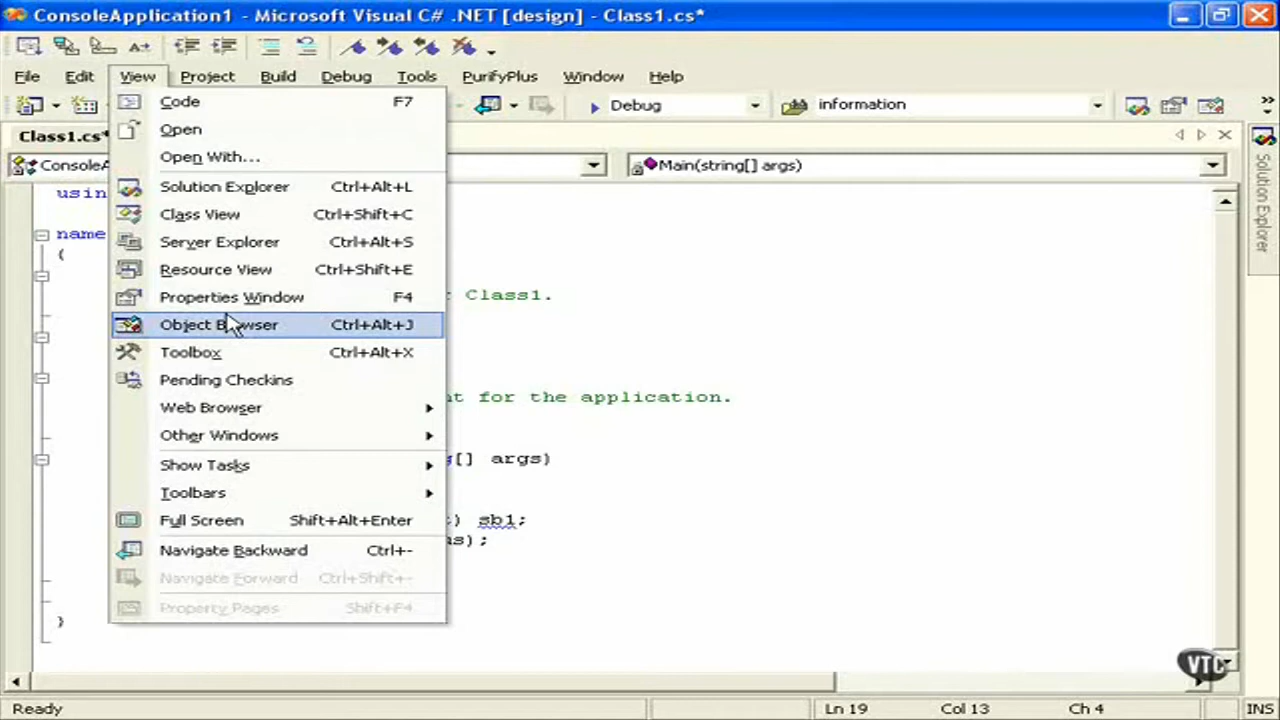 ConsoleApplication1 - Microsoft Visual C# .NET [design] - Class1.cs*
File Edit View Project Build Debug Tools PurifyPlus Window Help
Debug information
Class1.cs*
ConsoleA Main(string[] args)
Code F7
Open
Open With...
Solution Explorer Ctrl+Alt+L
Class View Ctrl+Shift+C
Server Explorer Ctrl+Alt+S
Resource View Ctrl+Shift+E
Properties Window F4
Object Browser Ctrl+Alt+J
Toolbox Ctrl+Alt+X
Pending Checkins
Web Browser
Other Windows
Show Tasks
Toolbars
Full Screen Shift+Alt+Enter
Navigate Backward Ctrl+-
Navigate Forward Ctrl+Shift+-
Property Pages Shift+F4
usin
name
{
Class1.
t for the application.
g[] args)
) sb1;
s);
}
Solution Explorer
VTC
Ready Ln 19 Col 13 Ch 4 INS